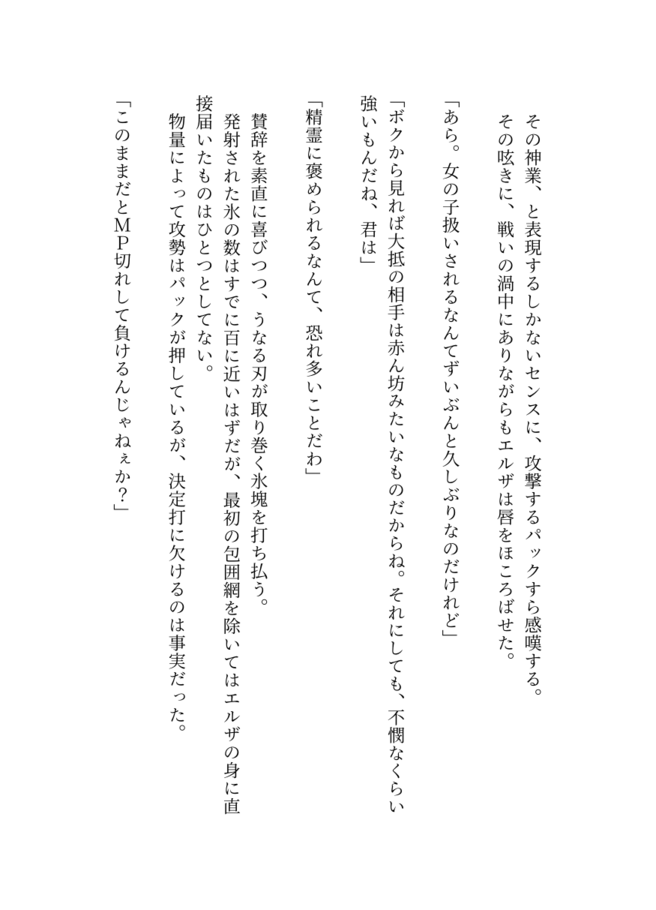 その神業、と表現するしかないセンスに、攻撃するパックすら感嘆する。
その呟きに、戦いの渦中にありながらもエルザは唇をほころばせた。
「あら。女の子扱いされるなんてずいぶんと久しぶりなのだけれど」
「ボクから見れば大抵の相手は赤ん坊みたいなものだからね。それにしても、不憫なくらい
強いもんだね、君は」
「精霊に褒められるなんて、恐れ多いことだわ」
賛辞を素直に喜びつつ、うなる刃が取り巻く氷塊を打ち払う。
発射された氷の数はすでに百に近いはずだが、最初の包囲網を除いてはエルザの身に直
接届いたものはひとつとしてない。
物量によって攻勢はパックが押しているが、決定打に欠けるのは事実だった。
「このままだとＭＰ切れして負けるんじゃねぇか？」